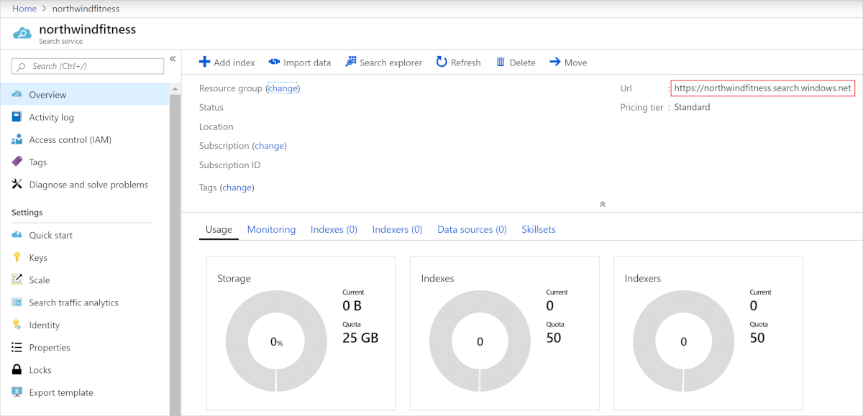 Home > northwindfitness
northwindfitness
Search service
Search (Ctrl+/)
«
Overview
Activity log
Access control (IAM)
Tags
Diagnose and solve problems
Settings
Quick start
Keys
Scale
Search traffic analytics
Identity
Properties
Locks
Export template
Add index Import data Search explorer Refresh Delete Move
Resource group (change)
Status
Location
Subscription (change)
Subscription ID
Tags (change)
Url : https://northwindfitness.search.windows.net
Pricing tier : Standard
Usage Monitoring Indexes (0) Indexers (0) Data sources (0) Skillsets
Storage
0%
Current
0 B
Quota
25 GB
Indexes
0
Current
0
Quota
50
Indexers
0
Current
0
Quota
50